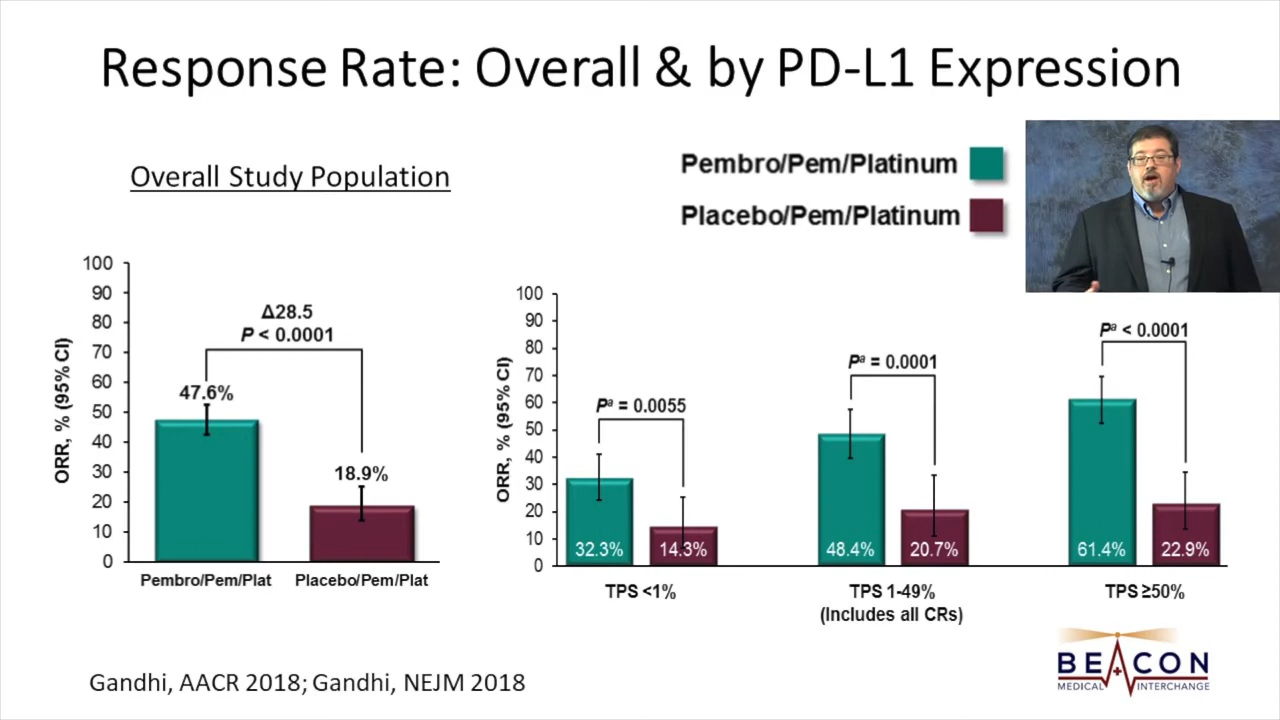 Response Rate: Overall & by PD-L1 Expression
Overall Study Population
Pembro/Pem/Platinum
Placebo/Pem/Platinum
ORR, % (95% CI)
100
90
80
70
60
50
40
30
20
10
0
Δ28.5
P < 0.0001
47.6%
18.9%
Pembro/Pem/Plat
Placebo/Pem/Plat
ORR, % (95% CI)
100
90
80
70
60
50
40
30
20
10
0
Pª = 0.0055
32.3%
14.3%
TPS <1%
Pª = 0.0001
48.4%
20.7%
TPS 1-49%
(Includes all CRs)
Pª < 0.0001
61.4%
22.9%
TPS ≥50%
Gandhi, AACR 2018; Gandhi, NEJM 2018
BEACON
MEDICAL INTERCHANGE